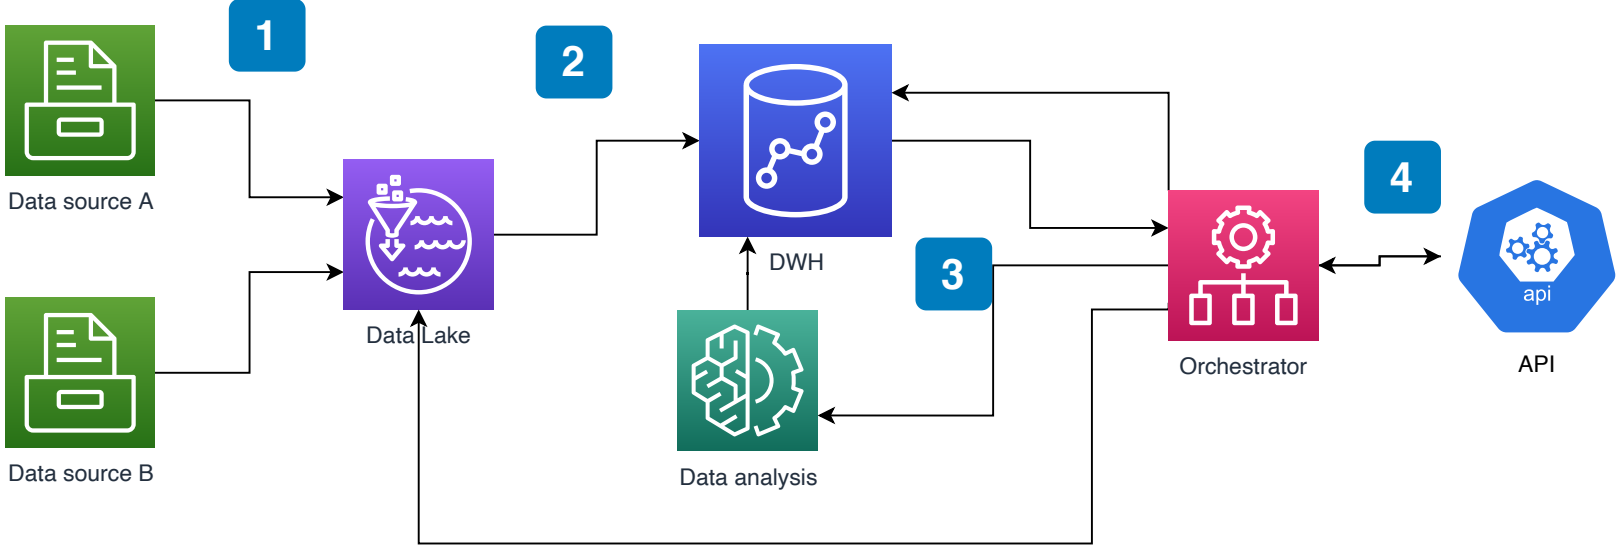 1
2
3
4
Data source A
Data source B
Data Lake
DWH
Data analysis
Orchestrator
api
API